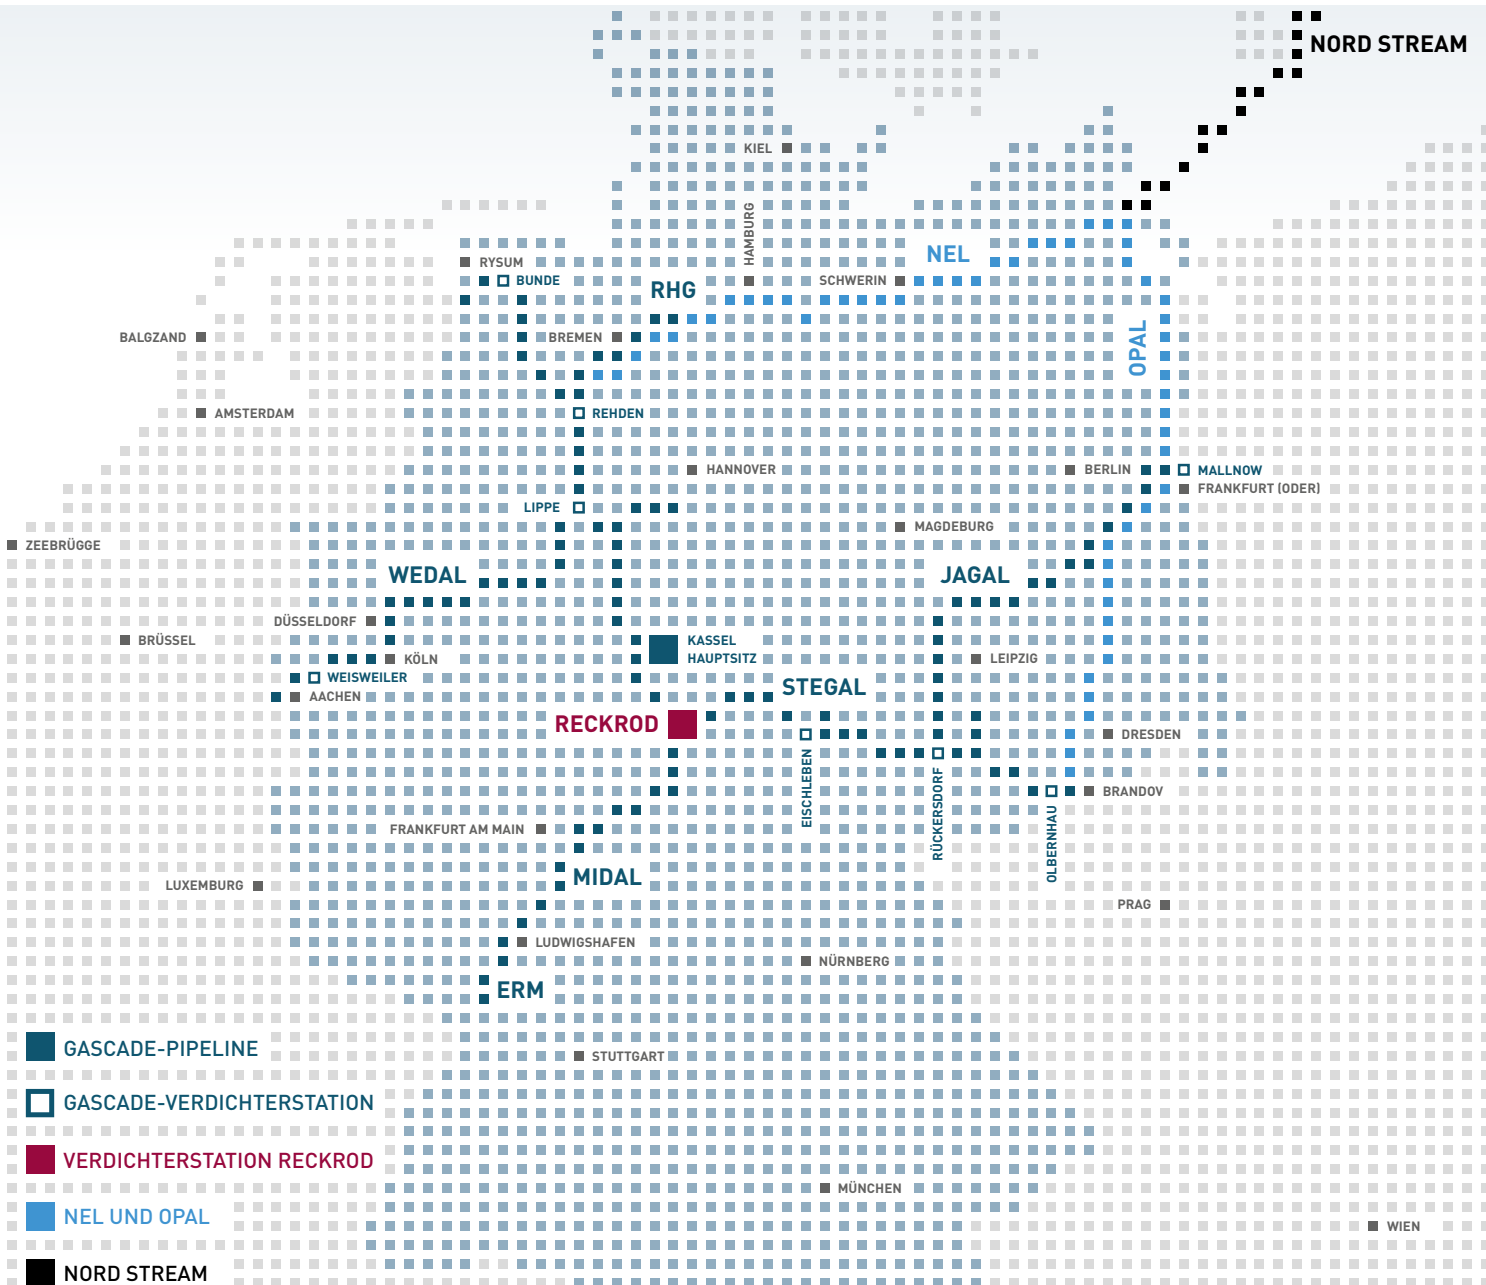 NORD STREAM
KIEL
HAMBURG
NEL
RYSUM
BUNDE
SCHWERIN
RHG
BALGZAND
BREMEN
OPAL
AMSTERDAM
REHDEN
HANNOVER
BERLIN
MALLNOW
FRANKFURT (ODER)
LIPPE
MAGDEBURG
ZEEBRÜGGE
WEDAL
JAGAL
DÜSSELDORF
BRÜSSEL
KASSEL
HAUPTSITZ
KÖLN
LEIPZIG
WEISWEILER
STEGAL
AACHEN
RECKROD
DRESDEN
EISCHLEBEN
RÜCKERSDORF
BRANDOV
OLBERNHAU
FRANKFURT AM MAIN
MIDAL
LUXEMBURG
PRAG
LUDWIGSHAFEN
NÜRNBERG
ERM
GASCADE-PIPELINE
STUTTGART
GASCADE-VERDICHTERSTATION
VERDICHTERSTATION RECKROD
MÜNCHEN
NEL UND OPAL
WIEN
NORD STREAM